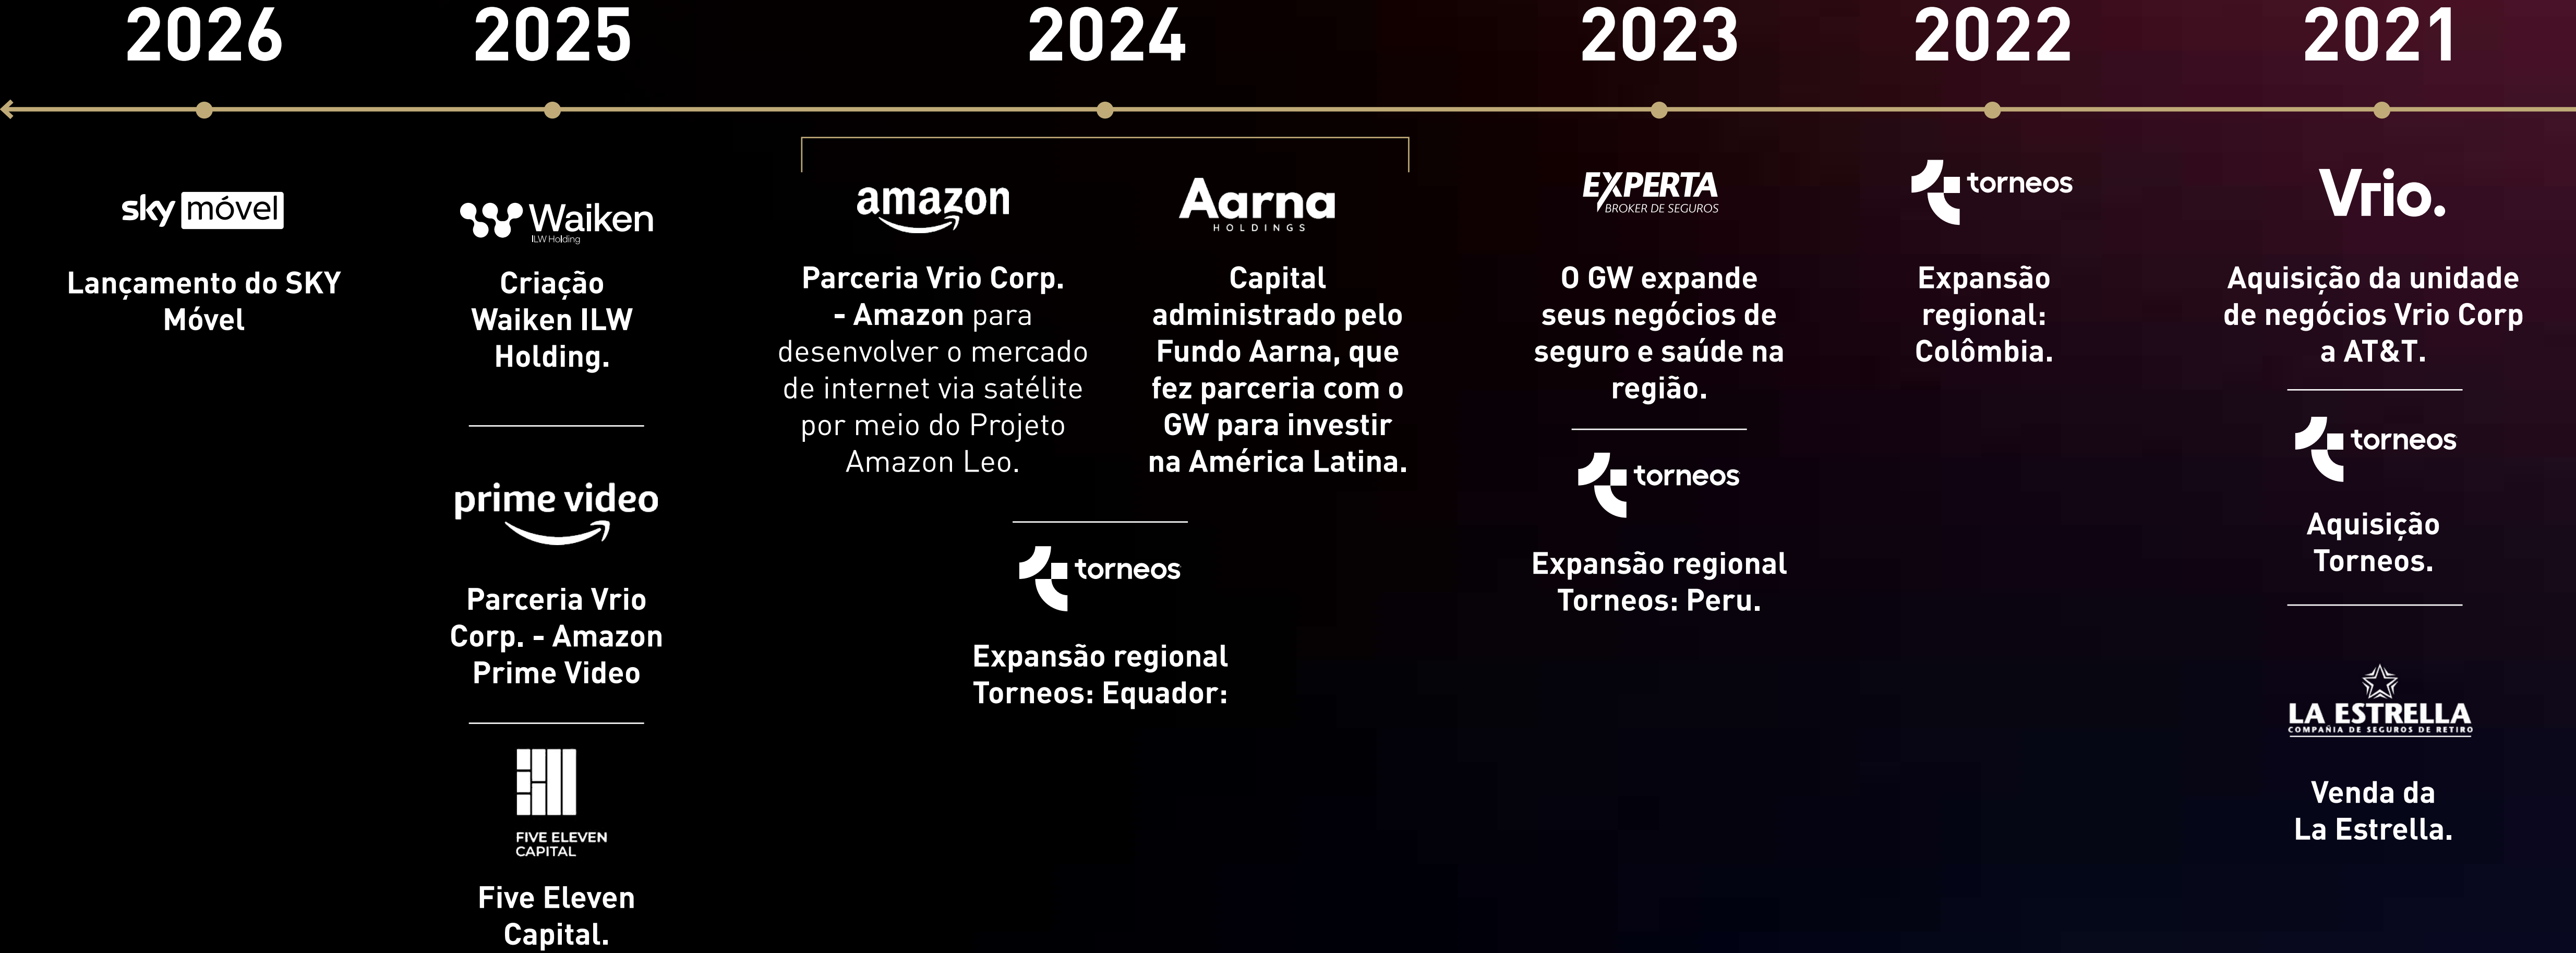 2026
2025
2024
2023
2022
2021
sky móvel
Lançamento do SKY
Móvel
Waiken
ILW Holding
Criação
Waiken ILW
Holding.
prime video
Parceria Vrio
Corp. - Amazon
Prime Video
FIVE ELEVEN
CAPITAL
Five Eleven
Capital.
amazon
Parceria Vrio Corp.
- Amazon para
desenvolver o mercado
de internet via satélite
por meio do Projeto
Amazon Leo.
Aarna
HOLDINGS
Capital
administrado pelo
Fundo Aarna, que
fez parceria com o
GW para investir
na América Latina.
torneos
Expansão regional
Torneos: Equador:
EXPERTA
BROKER DE SEGUROS
O GW expande
seus negócios de
seguro e saúde na
região.
torneos
Expansão regional
Torneos: Peru.
torneos
Expansão
regional:
Colômbia.
Vrio.
Aquisição da unidade
de negócios Vrio Corp
a AT&T.
torneos
Aquisição
Torneos.
LA ESTRELLA
COMPAÑIA DE SEGUROS DE RETIRO
Venda da
La Estrella.